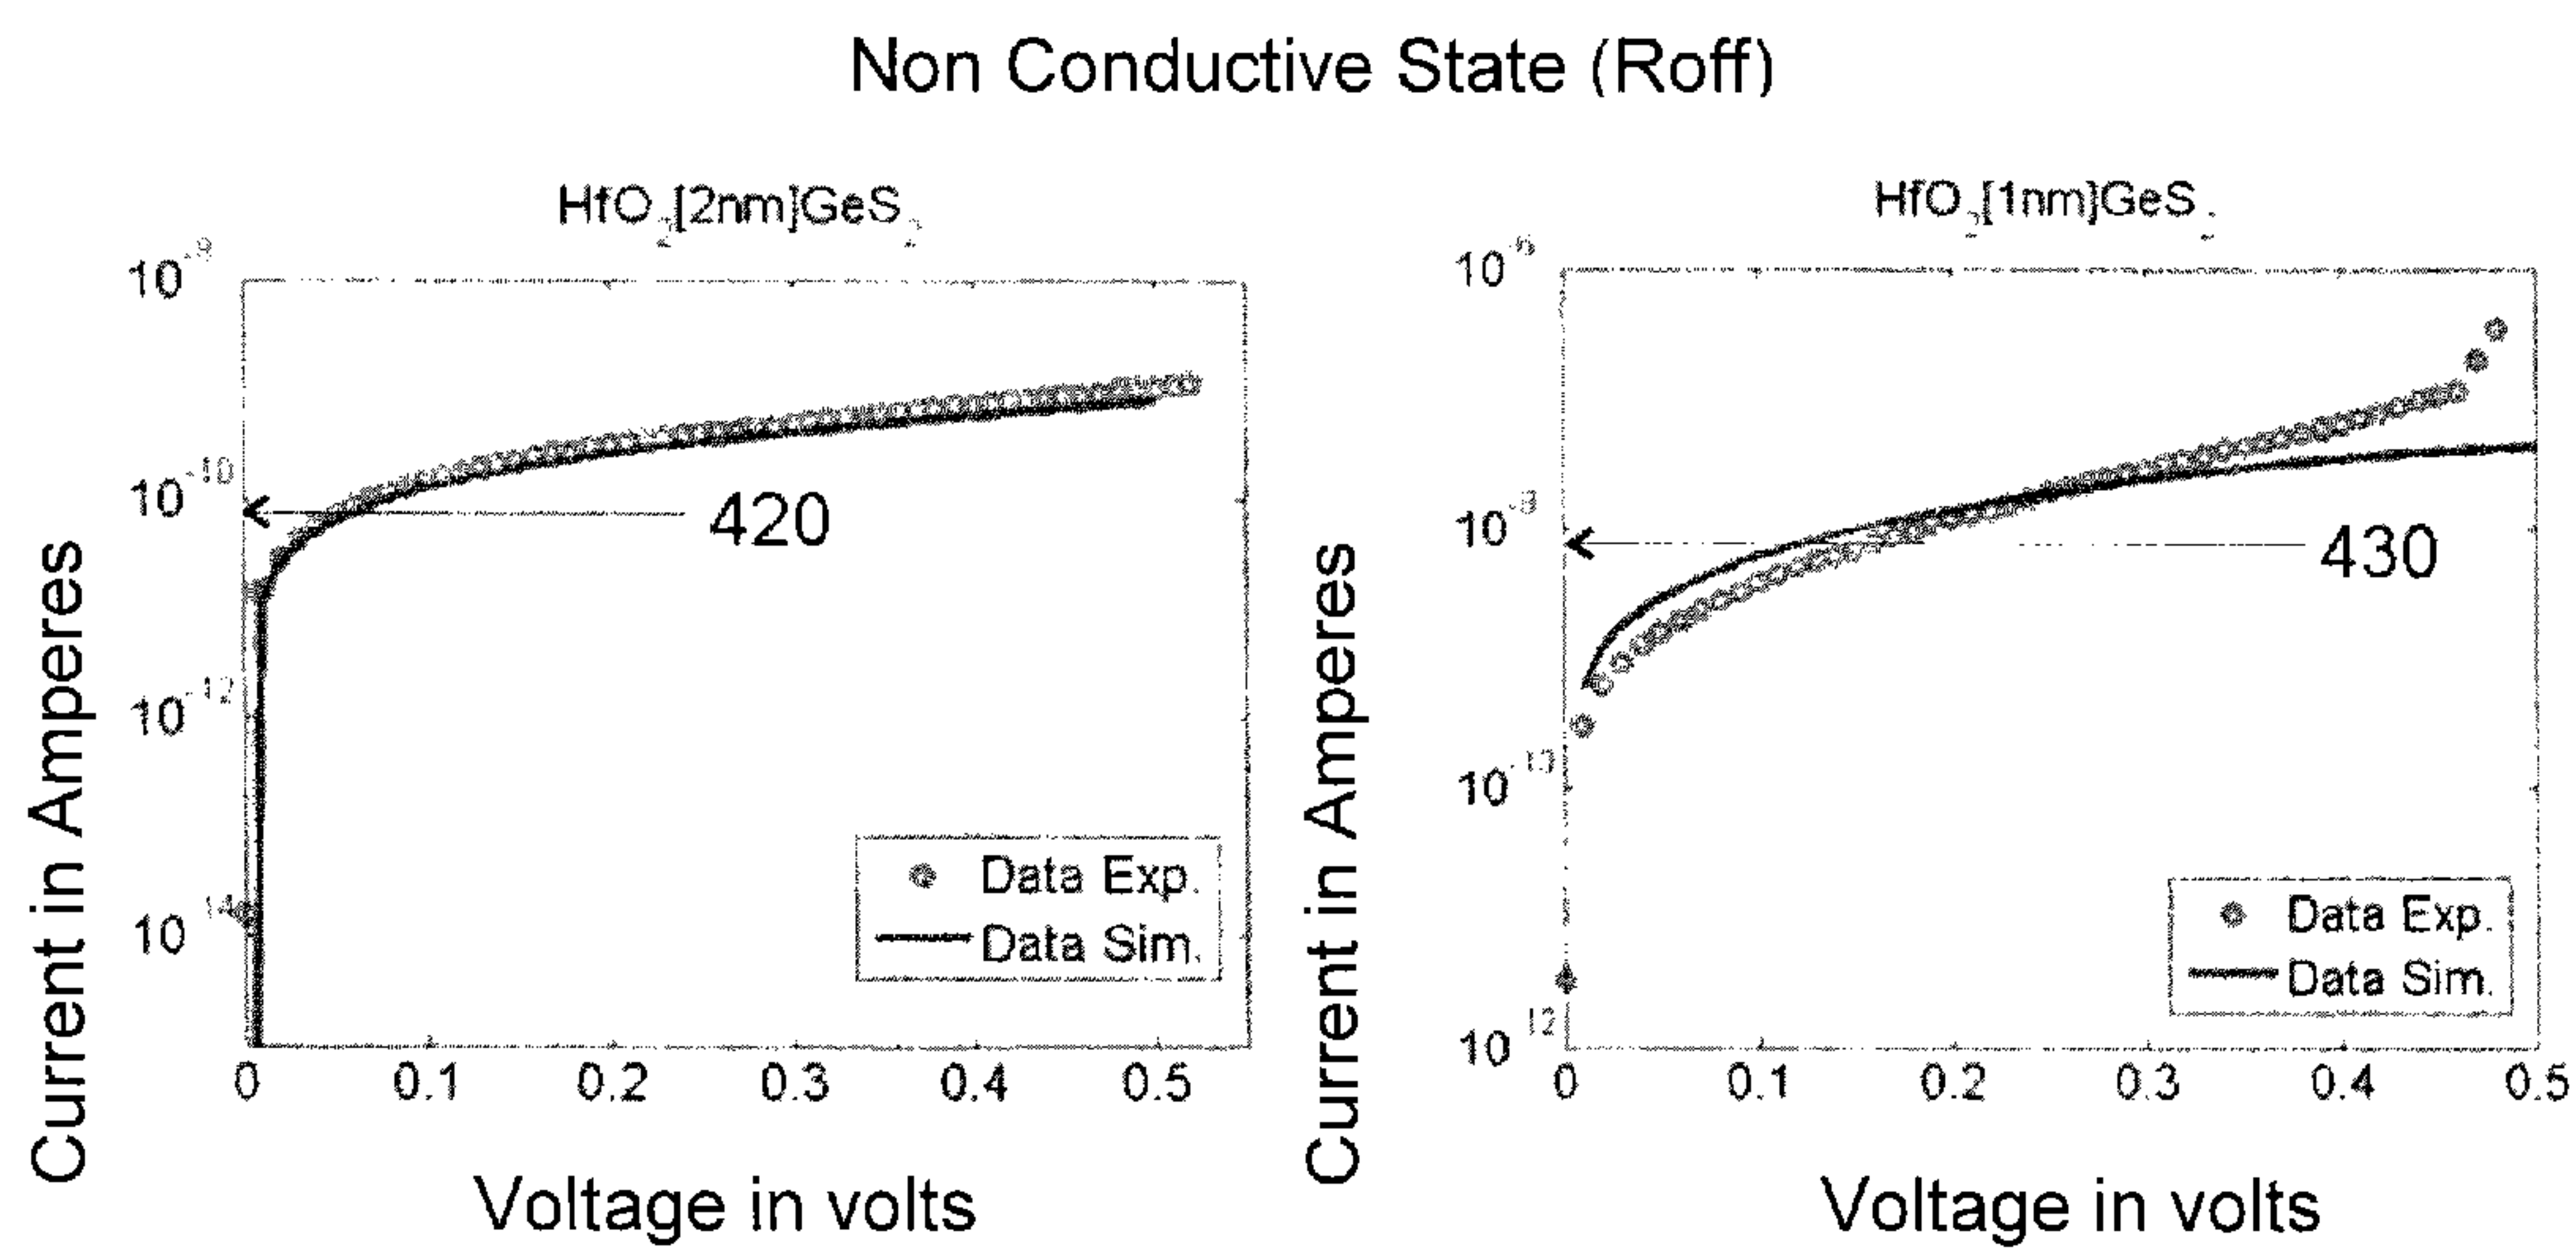 Non Conductive State (Roff)
HfO2[2nm]GeS2
10-9
10-10
10-12
10 14
420
Data Exp.
Data Sim.
0 0.1 0.2 0.3 0.4 0.5
Current in Amperes
Voltage in volts
HfO2[1nm]GeS
10-6
10-8
10-10
10 12
430
Data Exp.
Data Sim.
0 0.1 0.2 0.3 0.4 0.5
Current in Amperes
Voltage in volts